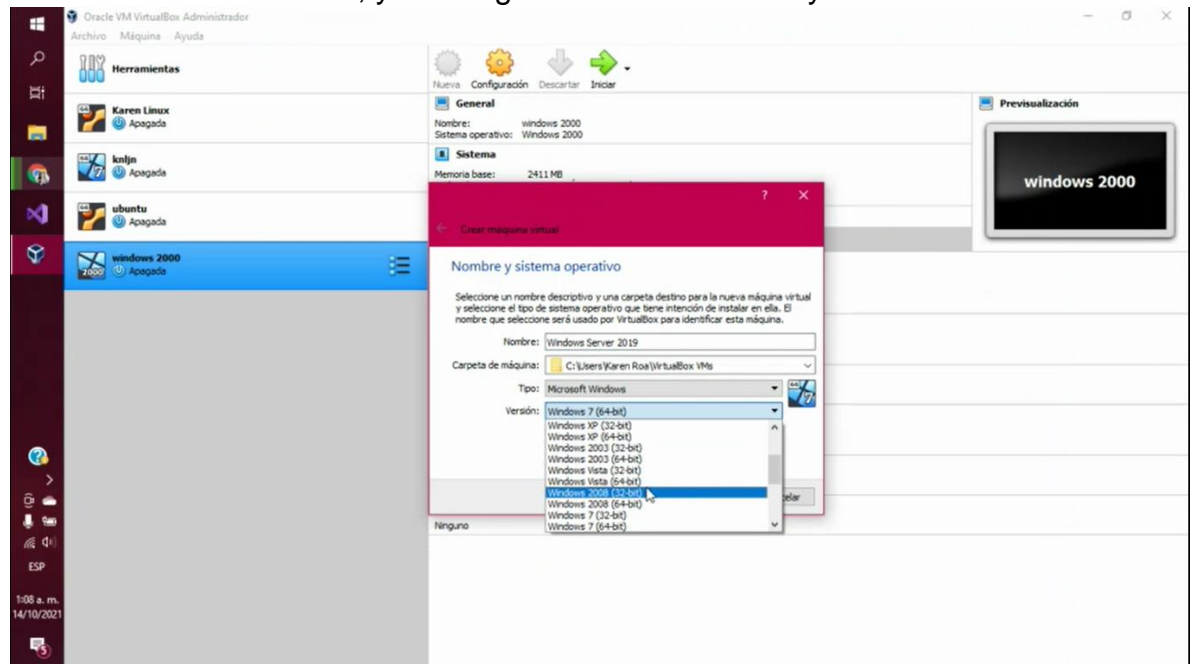 Oracle VM VirtualBox Administrador
Archivo Máquina Ayuda
Herramientas
Nueva Configuración Descartar Iniciar
Karen Linux
Apagada
knljn
Apagada
ubuntu
Apagada
windows 2000
Apagada
General
Nombre: windows 2000
Sistema operativo: Windows 2000
Sistema
Memoria base: 2411 MB
Previsualización
windows 2000
Crear máquina virtual
Nombre y sistema operativo
Seleccione un nombre descriptivo y una carpeta destino para la nueva máquina virtual
y seleccione el tipo de sistema operativo que tiene intención de instalar en ella. El
nombre que seleccione será usado por VirtualBox para identificar esta máquina.
Nombre: Windows Server 2019
Carpeta de máquina: C:\Users\Karen Roa\VirtualBox VMs
Tipo: Microsoft Windows
Versión: Windows 7 (64-bit)
Windows XP (32-bit)
Windows XP (64-bit)
Windows 2003 (32-bit)
Windows 2003 (64-bit)
Windows Vista (32-bit)
Windows Vista (64-bit)
Windows 2008 (32-bit)
Windows 2008 (64-bit)
Windows 7 (32-bit)
Windows 7 (64-bit)
Ninguno
ESP
1:08 a. m.
14/10/2021